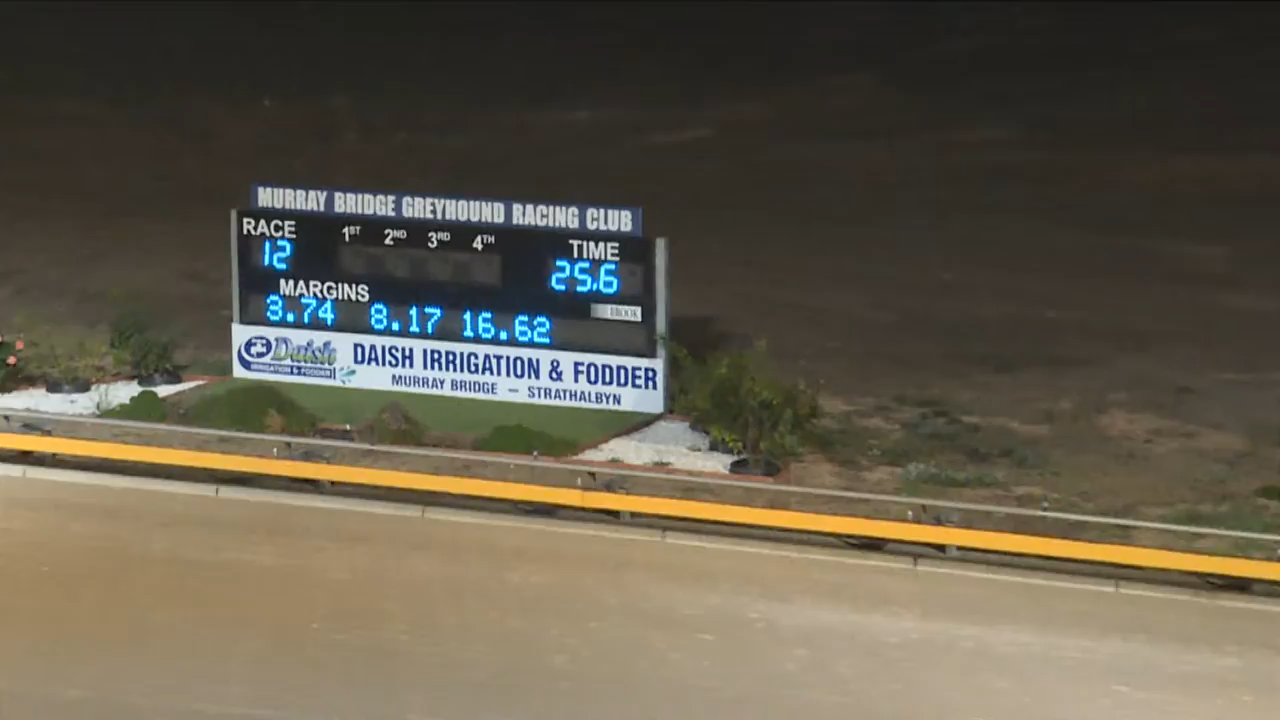 MURRAY BRIDGE GREYHOUND RACING CLUB
RACE 1ST 2ND 3RD 4TH TIME
12 25.6
MARGINS
3.74 8.17 16.62
Daish
IRRIGATION & FODDER
DAISH IRRIGATION & FODDER
MURRAY BRIDGE — STRATHALBYN